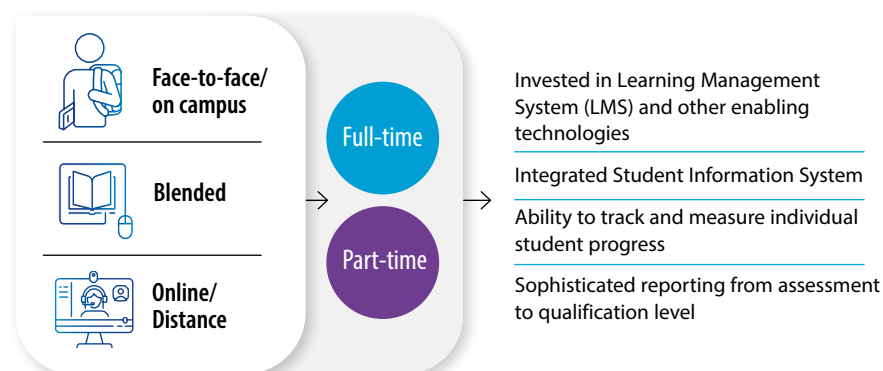 Face-to-face/
on campus
Blended
Online/
Distance
Full-time
Part-time
Invested in Learning Management
System (LMS) and other enabling
technologies
Integrated Student Information System
Ability to track and measure individual
student progress
Sophisticated reporting from assessment
to qualification level